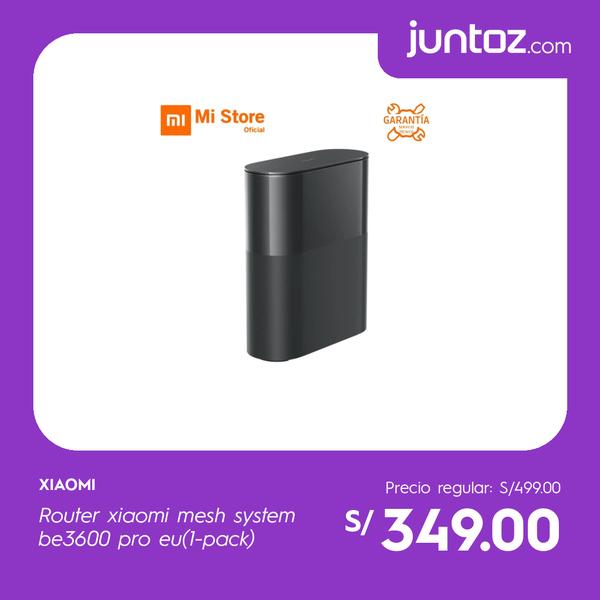 juntoz.com
mi Mi Store
Oficial
GARANTÍA
XIAOMI
Router xiaomi mesh system
be3600 pro eu(1-pack)
Precio regular: S/499.00
S/ 349.00